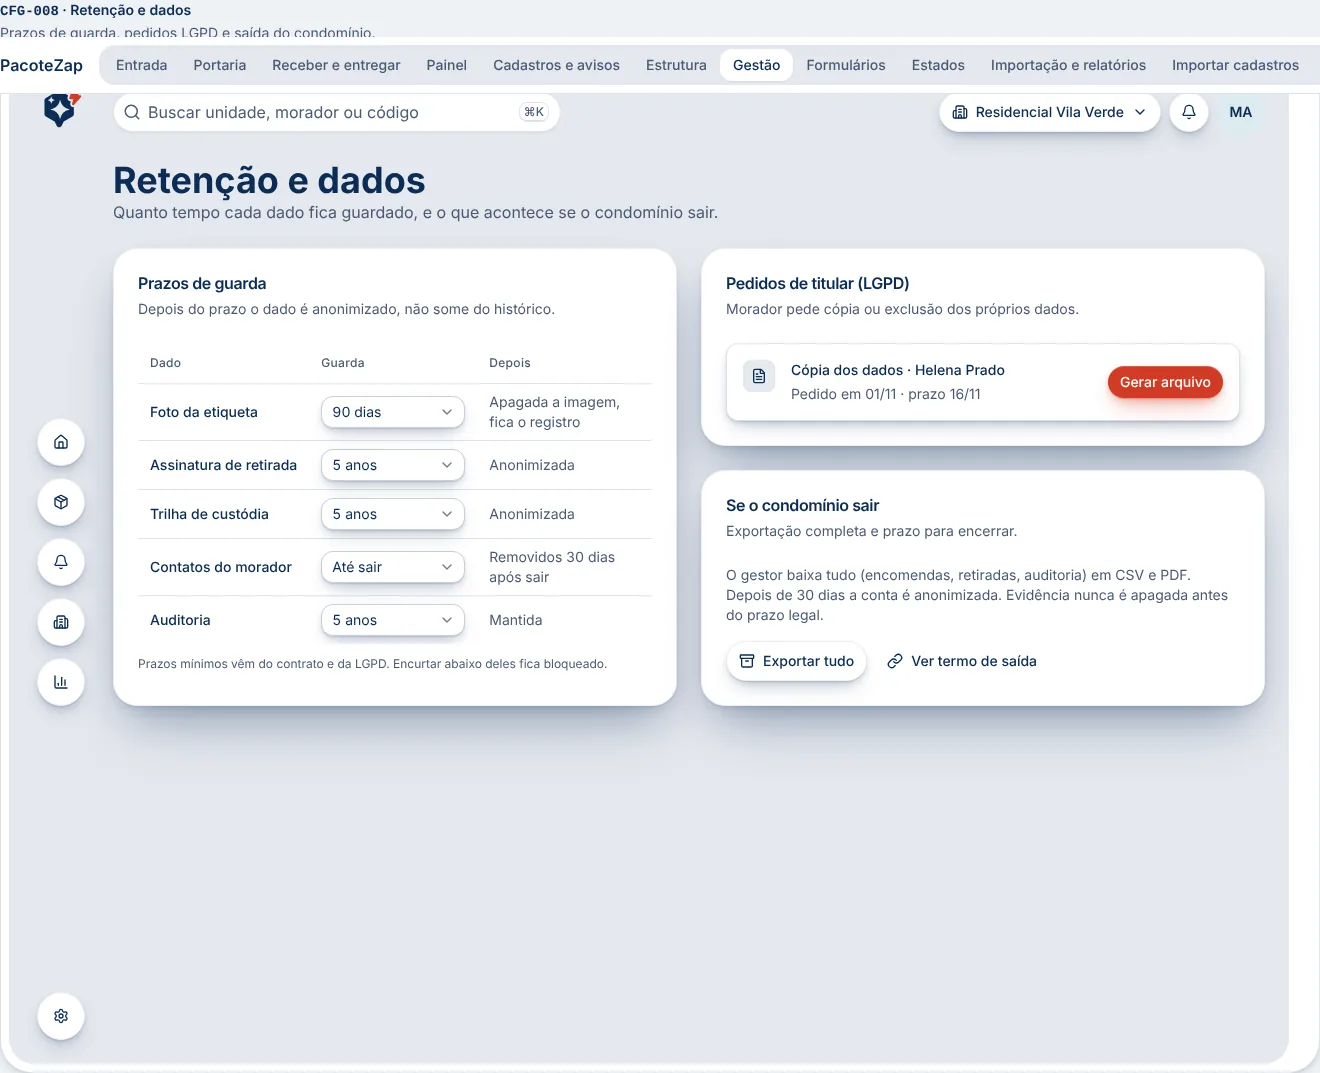 CFG-008 · Retenção e dados
Prazos de guarda, pedidos LGPD e saída do condomínio.
PacoteZap
Entrada
Portaria
Receber e entregar
Painel
Cadastros e avisos
Estrutura
Gestão
Formulários
Estados
Importação e relatórios
Importar cadastros
Buscar unidade, morador ou código
⌘K
Residencial Vila Verde
MA
Retenção e dados
Quanto tempo cada dado fica guardado, e o que acontece se o condomínio sair.
Prazos de guarda
Depois do prazo o dado é anonimizado, não some do histórico.
Dado
Guarda
Depois
Foto da etiqueta
90 dias
Apagada a imagem,
fica o registro
Assinatura de retirada
5 anos
Anonimizada
Trilha de custódia
5 anos
Anonimizada
Contatos do morador
Até sair
Removidos 30 dias
após sair
Auditoria
5 anos
Mantida
Prazos mínimos vêm do contrato e da LGPD. Encurtar abaixo deles fica bloqueado.
Pedidos de titular (LGPD)
Morador pede cópia ou exclusão dos próprios dados.
Cópia dos dados · Helena Prado
Pedido em 01/11 · prazo 16/11
Gerar arquivo
Se o condomínio sair
Exportação completa e prazo para encerrar.
O gestor baixa tudo (encomendas, retiradas, auditoria) em CSV e PDF.
Depois de 30 dias a conta é anonimizada. Evidência nunca é apagada antes
do prazo legal.
Exportar tudo
Ver termo de saída